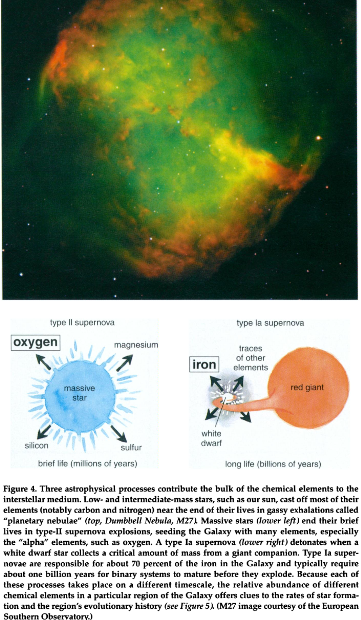 type II supernova
oxygen
magnesium
massive
star
silicon
sulfur
brief life (millions of years)
type Ia supernova
traces
of other
elements
iron
red giant
white
dwarf
long life (billions of years)
Figure 4. Three astrophysical processes contribute the bulk of the chemical elements to the
interstellar medium. Low- and intermediate-mass stars, such as our sun, cast off most of their
elements (notably carbon and nitrogen) near the end of their lives in gassy exhalations called
"planetary nebulae" (top, Dumbbell Nebula, M27). Massive stars (lower left) end their brief
lives in type-II supernova explosions, seeding the Galaxy with many elements, especially
the "alpha" elements, such as oxygen. A type Ia supernova (lower right) detonates when a
white dwarf star collects a critical amount of mass from a giant companion. Type Ia super-
novae are responsible for about 70 percent of the iron in the Galaxy and typically require
about one billion years for binary systems to mature before they explode. Because each of
these processes takes place on a different timescale, the relative abundance of different
chemical elements in a particular region of the Galaxy offers clues to the rates of star forma-
tion and the region's evolutionary history (see Figure 5). (M27 image courtesy of the European
Southern Observatory.)